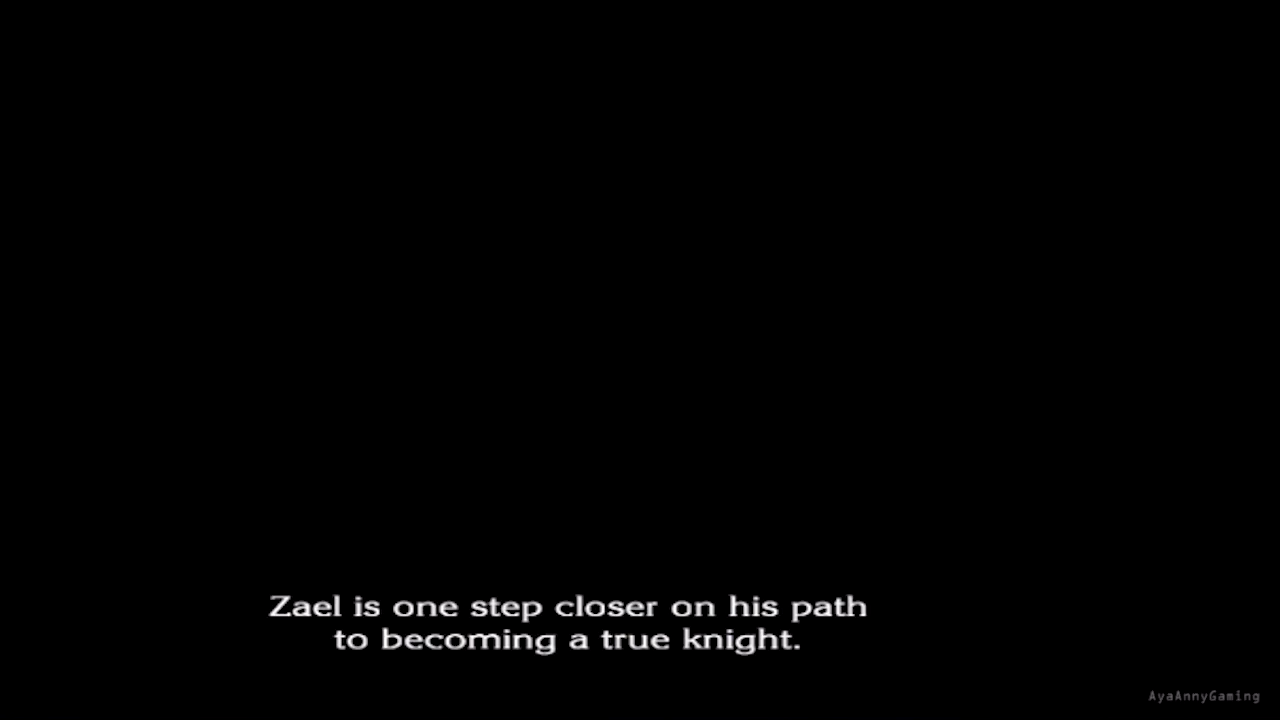 Zael is one step closer on his path
to becoming a true knight.
AyaAnnyGaming